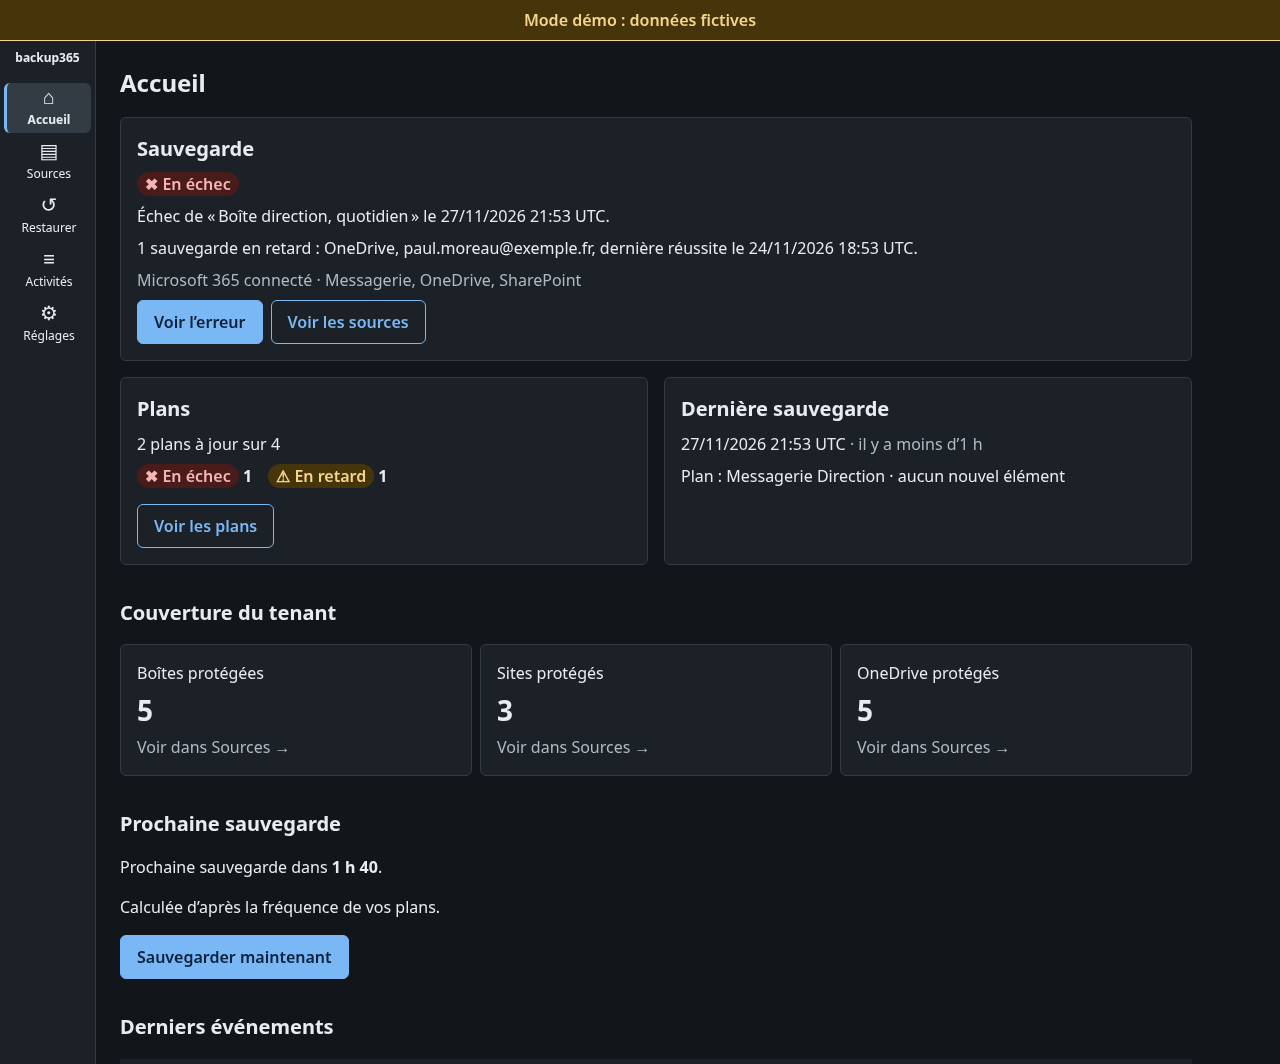 Mode démo : données fictives
backup365
Accueil
Sources
Restaurer
Activités
Réglages
Accueil
Sauvegarde
✖ En échec
Échec de « Boîte direction, quotidien » le 27/11/2026 21:53 UTC.
1 sauvegarde en retard : OneDrive, paul.moreau@exemple.fr, dernière réussite le 24/11/2026 18:53 UTC.
Microsoft 365 connecté · Messagerie, OneDrive, SharePoint
Voir l’erreur Voir les sources
Plans
2 plans à jour sur 4
✖ En échec 1 ⚠ En retard 1
Voir les plans
Dernière sauvegarde
27/11/2026 21:53 UTC · il y a moins d’1 h
Plan : Messagerie Direction · aucun nouvel élément
Couverture du tenant
Boîtes protégées
5
Voir dans Sources →
Sites protégés
3
Voir dans Sources →
OneDrive protégés
5
Voir dans Sources →
Prochaine sauvegarde
Prochaine sauvegarde dans 1 h 40.
Calculée d’après la fréquence de vos plans.
Sauvegarder maintenant
Derniers événements